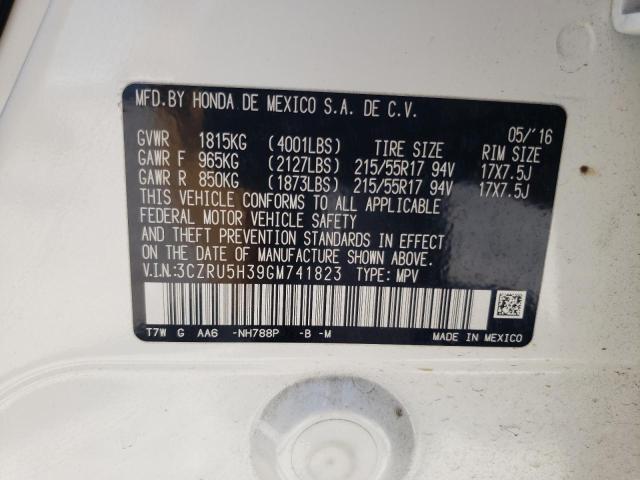 MFD.BY HONDA DE MEXICO S.A. DE C.V.
05/'16
GVWR 1815KG (4001LBS) TIRE SIZE RIM SIZE
GAWR F 965KG (2127LBS) 215/55R17 94V 17X7.5J
GAWR R 850KG (1873LBS) 215/55R17 94V 17X7.5J
THIS VEHICLE CONFORMS TO ALL APPLICABLE
FEDERAL MOTOR VEHICLE SAFETY
AND THEFT PREVENTION STANDARDS IN EFFECT
ON THE DATE OF MANUFACTURE SHOWN ABOVE.
V.I.N.:3CZRU5H39GM741823 TYPE: MPV
T7W G AA6 -NH788P -B -M MADE IN MEXICO